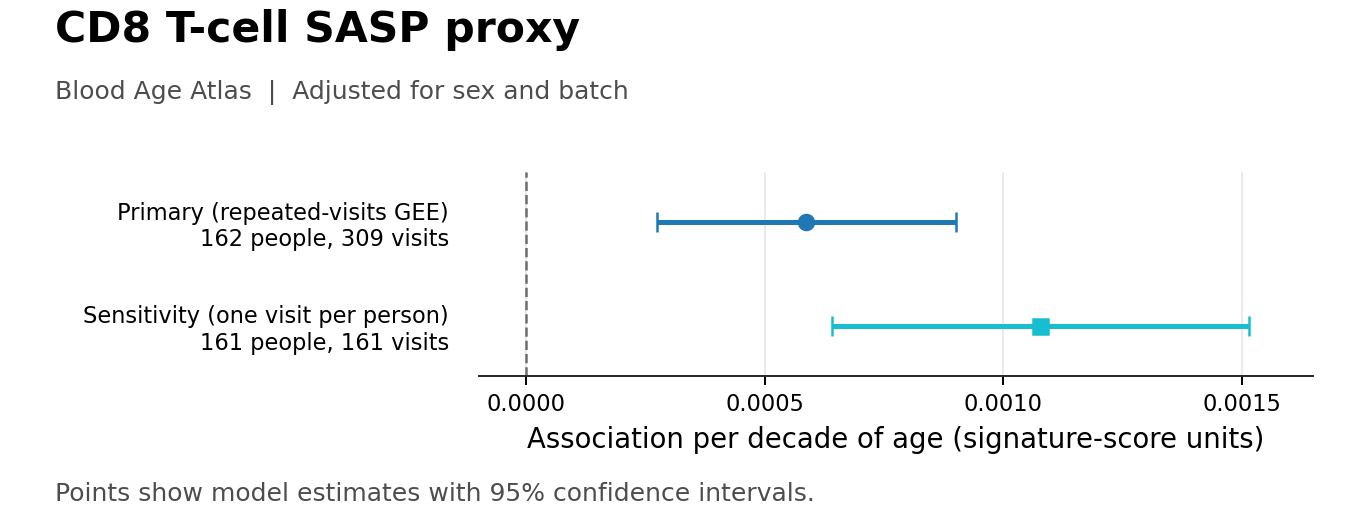 CD8 T-cell SASP proxy
Blood Age Atlas | Adjusted for sex and batch
Primary (repeated-visits GEE)
162 people, 309 visits
Sensitivity (one visit per person)
161 people, 161 visits
0.0000 0.0005 0.0010 0.0015
Association per decade of age (signature-score units)
Points show model estimates with 95% confidence intervals.